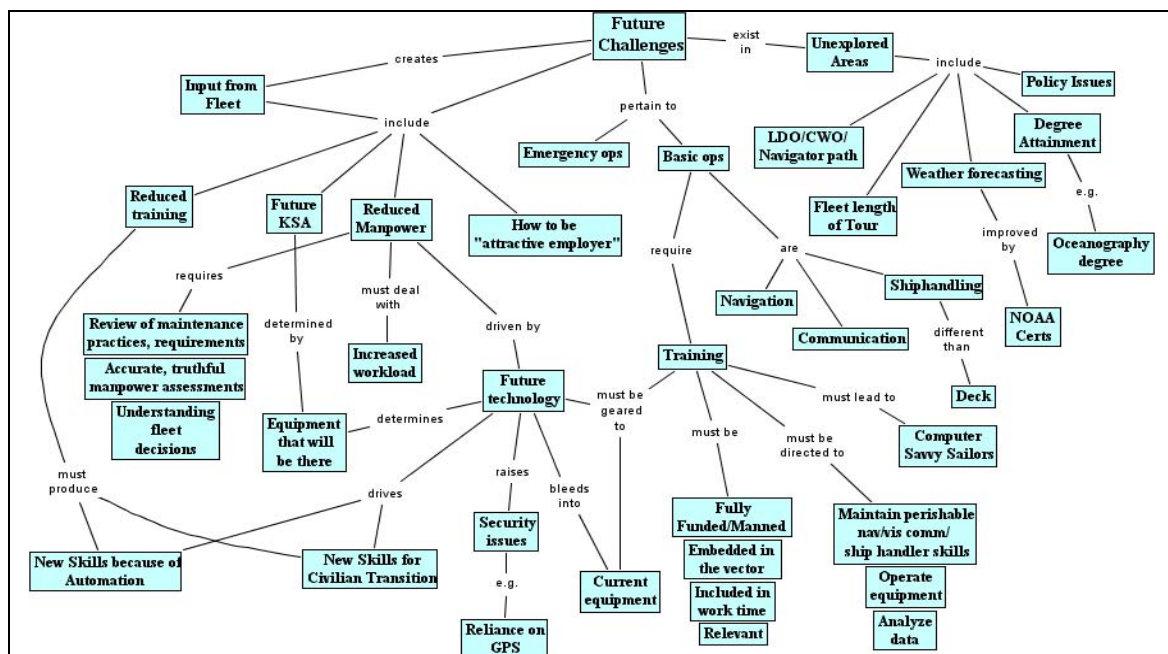 Future
Challenges
exist
in
Unexplored
Areas
include
Policy Issues
creates
Input from
Fleet
include
pertain to
Emergency ops
Basic ops
LDO/CWO/
Navigator path
Degree
Attainment
Weather forecasting
e.g.
Reduced
training
Future
KSA
Reduced
Manpower
How to be
"attractive employer"
Fleet length
of Tour
improved
by
Oceanography
degree
require
are
requires
must deal
with
Navigation
Shiphandling
Communication
NOAA
Certs
Review of maintenance
practices, requirements
Accurate, truthful
manpower assessments
Understanding
fleet
decisions
determined
by
Increased
workload
driven by
different
than
Deck
Training
Future
technology
must be
geared
to
must lead to
Computer
Savvy Sailors
Equipment
that will
be there
determines
must be
must be
directed to
must
produce
drives
raises
bleeds
into
New Skills because of
Automation
New Skills for
Civilian Transition
Security
issues
e.g.
Reliance on
GPS
Current
equipment
Fully
Funded/Manned
Embedded in
the vector
Included in
work time
Relevant
Maintain perishable
nav/vis comm/
ship handler skills
Operate
equipment
Analyze
data